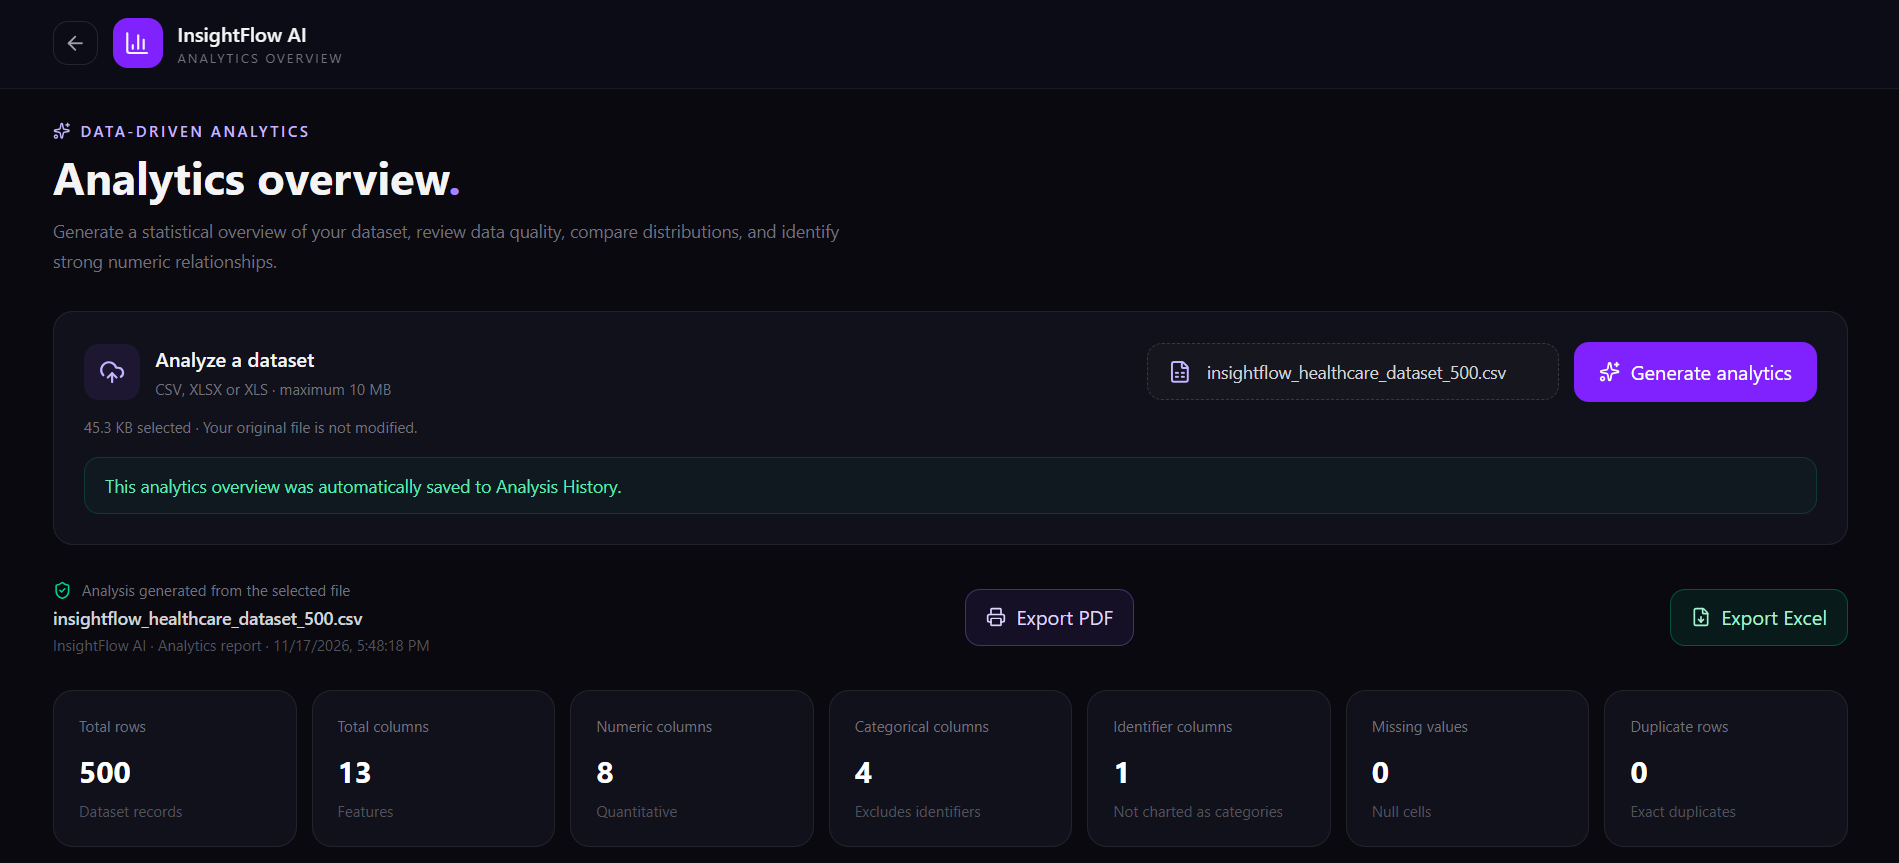 InsightFlow AI
ANALYTICS OVERVIEW
DATA-DRIVEN ANALYTICS
Analytics overview.
Generate a statistical overview of your dataset, review data quality, compare distributions, and identify
strong numeric relationships.
Analyze a dataset
CSV, XLSX or XLS · maximum 10 MB
insightflow_healthcare_dataset_500.csv
Generate analytics
45.3 KB selected · Your original file is not modified.
This analytics overview was automatically saved to Analysis History.
Analysis generated from the selected file
insightflow_healthcare_dataset_500.csv
InsightFlow AI · Analytics report · 11/17/2026, 5:48:18 PM
Export PDF
Export Excel
Total rows
500
Dataset records
Total columns
13
Features
Numeric columns
8
Quantitative
Categorical columns
4
Excludes identifiers
Identifier columns
1
Not charted as categories
Missing values
0
Null cells
Duplicate rows
0
Exact duplicates